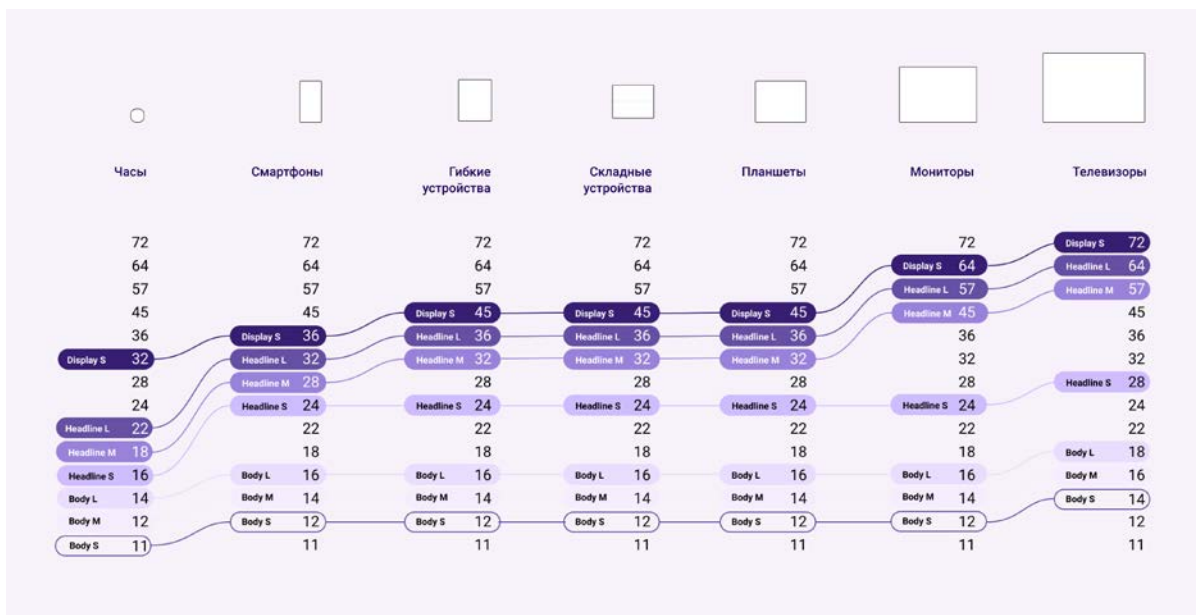 Часы Смартфоны Гибкие Складные Планшеты Мониторы Телевизоры
устройства устройства
72 72 72 72 72 72 Display S 72
64 64 64 64 64 Display S 64 Headline L 64
57 57 57 57 57 Headline L 57 Headline M 57
45 45 Display S 45 Display S 45 Display S 45 Headline M 45 45
36 Display S 36 Headline L 36 Headline L 36 Headline L 36 36 36
Display S 32 Headline L 32 Headline M 32 Headline M 32 Headline M 32 32 32
28 Headline M 28 28 28 28 28 Headline S 28
24 Headline S 24 Headline S 24 Headline S 24 Headline S 24 Headline S 24 24
Headline L 22 22 22 22 22 22 22
Headline M 18 18 18 18 18 18 Body L 18
Headline S 16 Body L 16 Body L 16 Body L 16 Body L 16 Body L 16 Body M 16
Body L 14 Body M 14 Body M 14 Body M 14 Body M 14 Body M 14 Body S 14
Body M 12 Body S 12 Body S 12 Body S 12 Body S 12 Body S 12 12
Body S 11 11 11 11 11 11 11